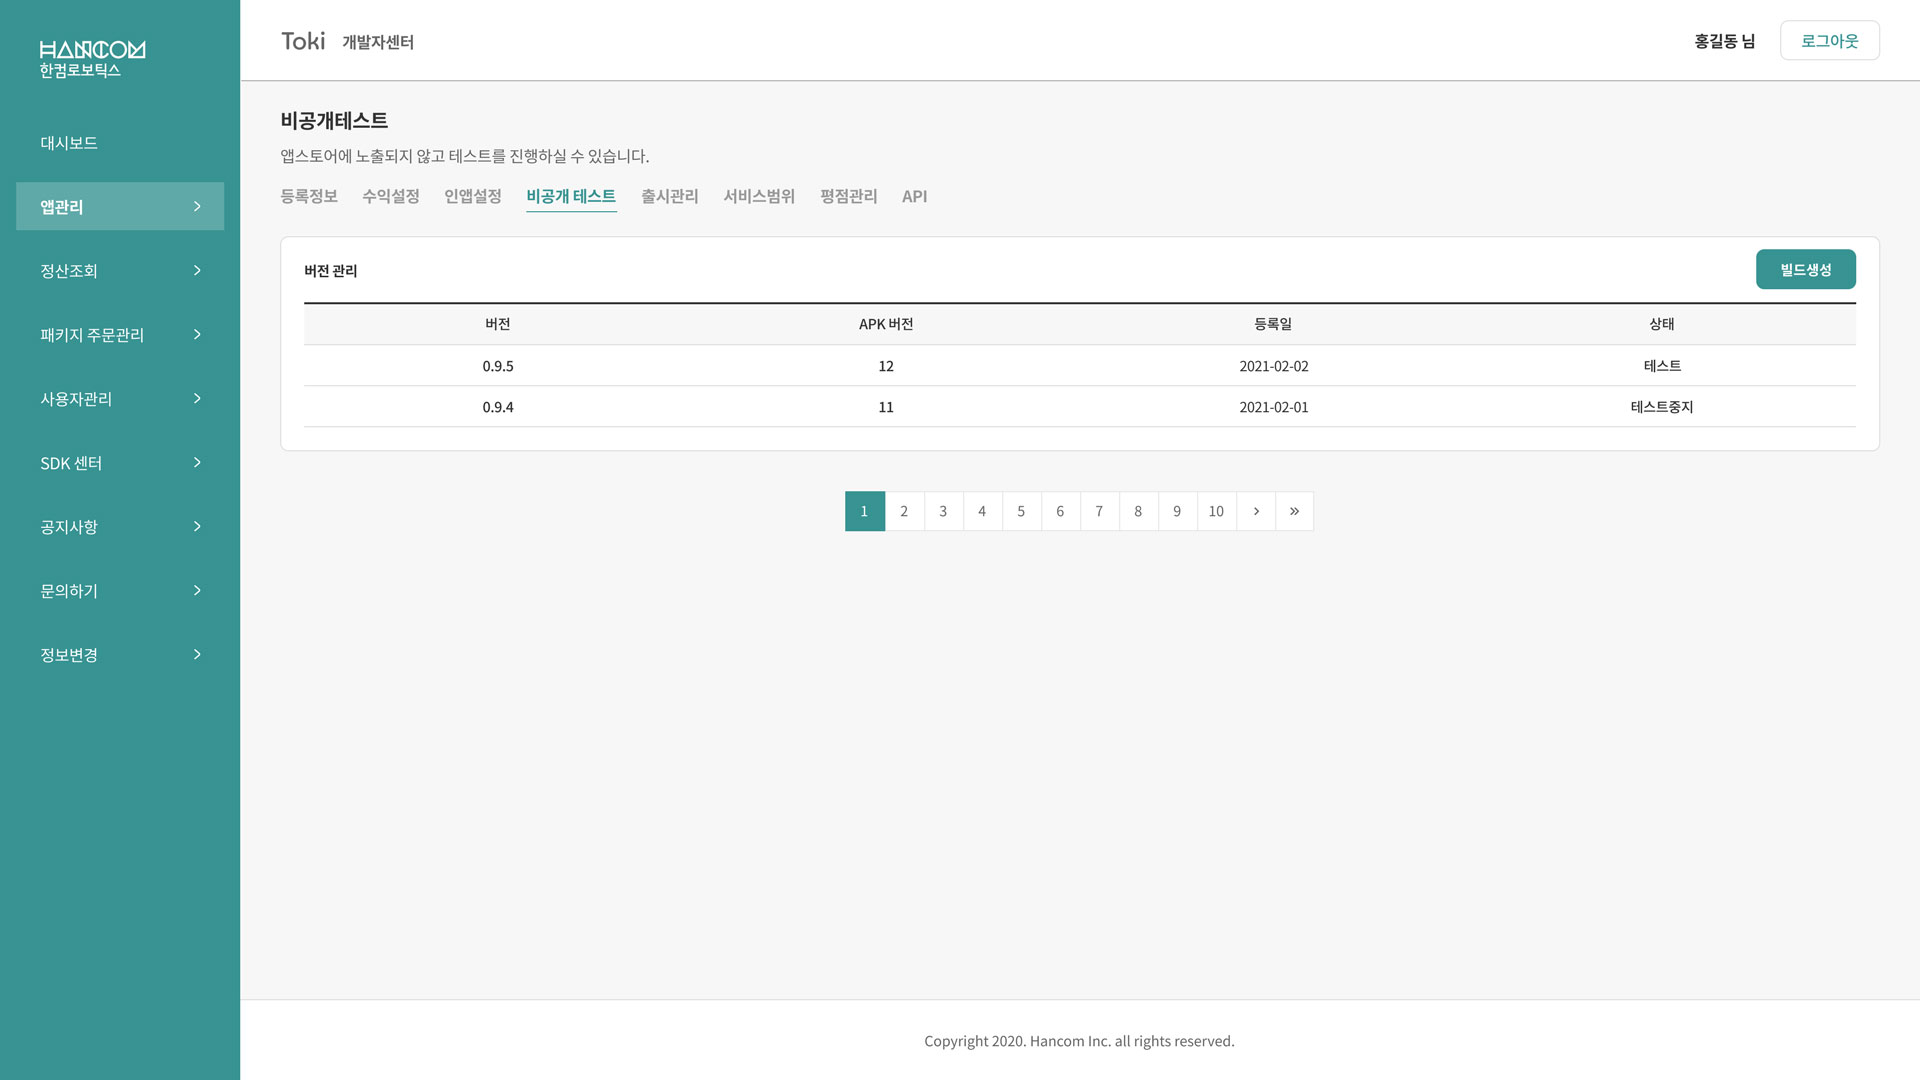 HANCOM
한컴로보틱스
대시보드
앱관리
정산조회
패키지 주문관리
사용자관리
SDK 센터
공지사항
문의하기
정보변경
Toki 개발자센터
홍길동 님 로그아웃
비공개테스트
앱스토어에 노출되지 않고 테스트를 진행하실 수 있습니다.
등록정보 수익설정 인앱설정 비공개 테스트 출시관리 서비스범위 평점관리 API
버전 관리 빌드생성
버전 APK 버전 등록일 상태
0.9.5 12 2021-02-02 테스트
0.9.4 11 2021-02-01 테스트중지
1 2 3 4 5 6 7 8 9 10 › »
Copyright 2020. Hancom Inc. all rights reserved.